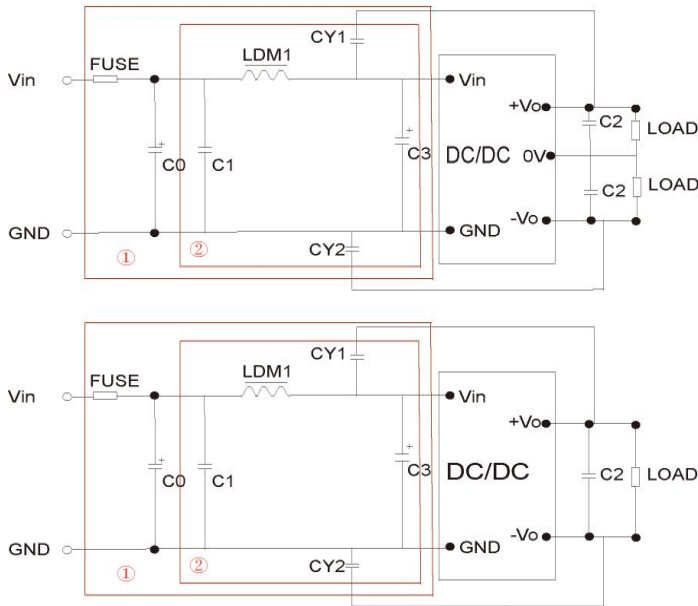 CY1
LDM1
FUSE
Vin
Vin
+Vo
C2
LOAD
C0
C1
C3
DC/DC
0V
C2
LOAD
-Vo
GND
GND
①
②
CY2
CY1
LDM1
FUSE
Vin
Vin
+Vo
C0
C1
C3
DC/DC
C2
LOAD
-Vo
GND
GND
①
②
CY2